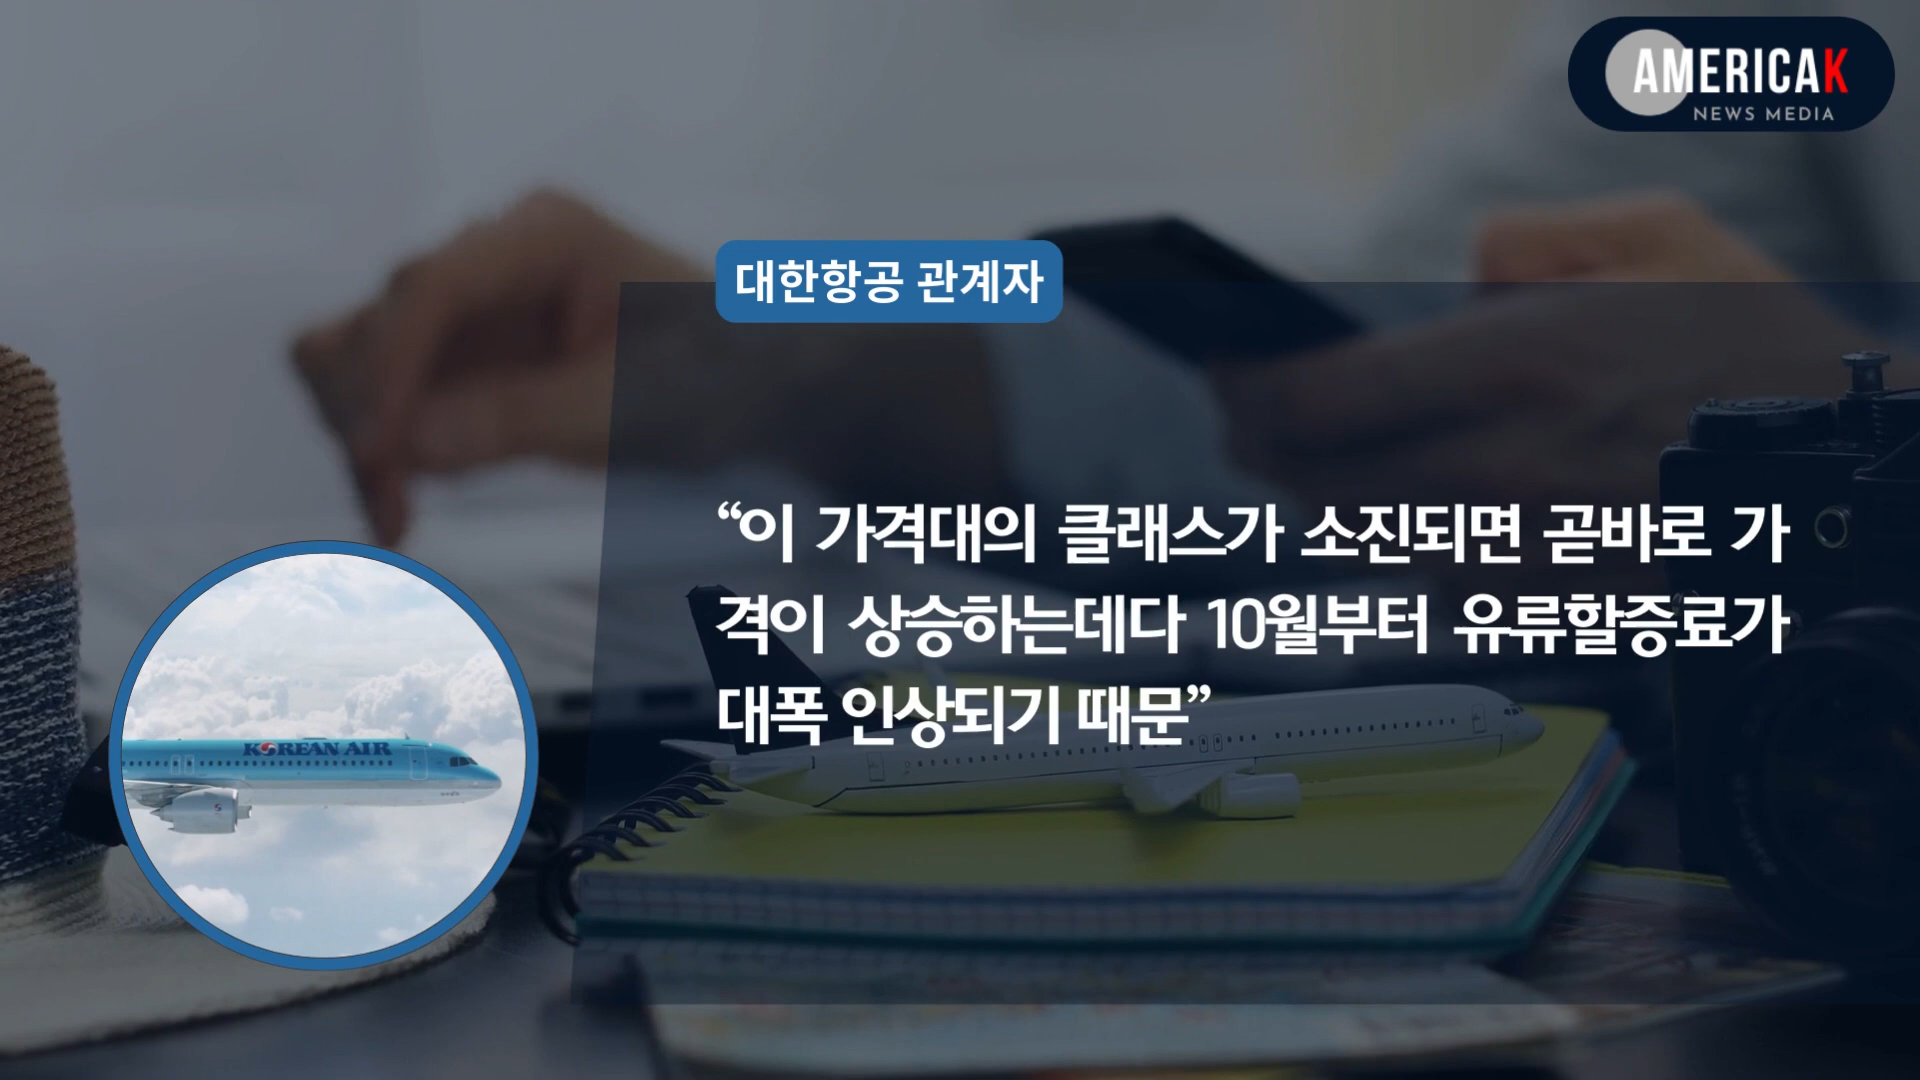 AMERICAK
NEWS MEDIA
대한항공 관계자
“이 가격대의 클래스가 소진되면 곧바로 가
격이 상승하는데다 10월부터 유류할증료가
대폭 인상되기 때문”
KOREAN AIR